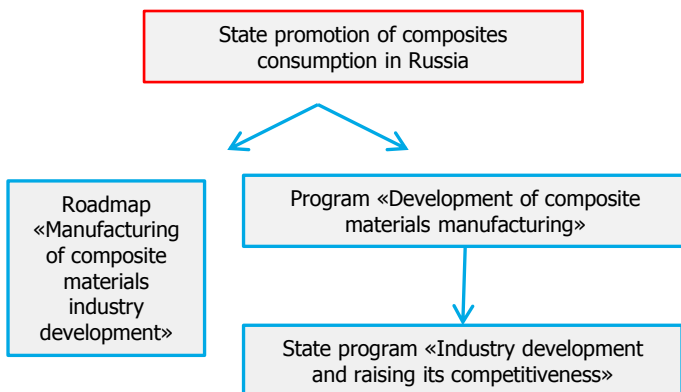 State promotion of composites
consumption in Russia
Roadmap
«Manufacturing
of composite
materials
industry
development»
Program «Development of composite
materials manufacturing»
State program «Industry development
and raising its competitiveness»